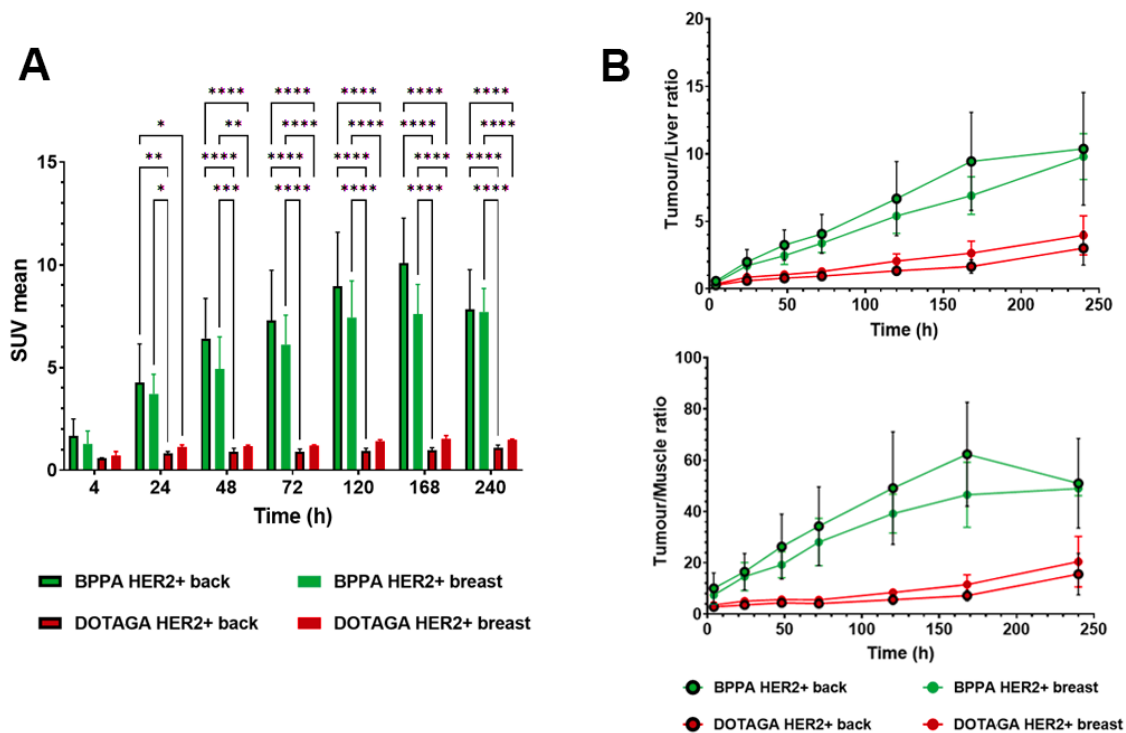 A
**** **** **** **** ****
* ** **** **** **** ****
** **** **** **** **** ****
* *** **** **** **** ****
15
10
5
0
SUV mean
4 24 48 72 120 168 240
Time (h)
BPPA HER2+ back BPPA HER2+ breast
DOTAGA HER2+ back DOTAGA HER2+ breast
B
20
15
10
5
0
Tumour/Liver ratio
0 50 100 150 200 250
Time (h)
100
80
60
40
20
0
Tumour/Muscle ratio
0 50 100 150 200 250
Time (h)
BPPA HER2+ back BPPA HER2+ breast
DOTAGA HER2+ back DOTAGA HER2+ breast